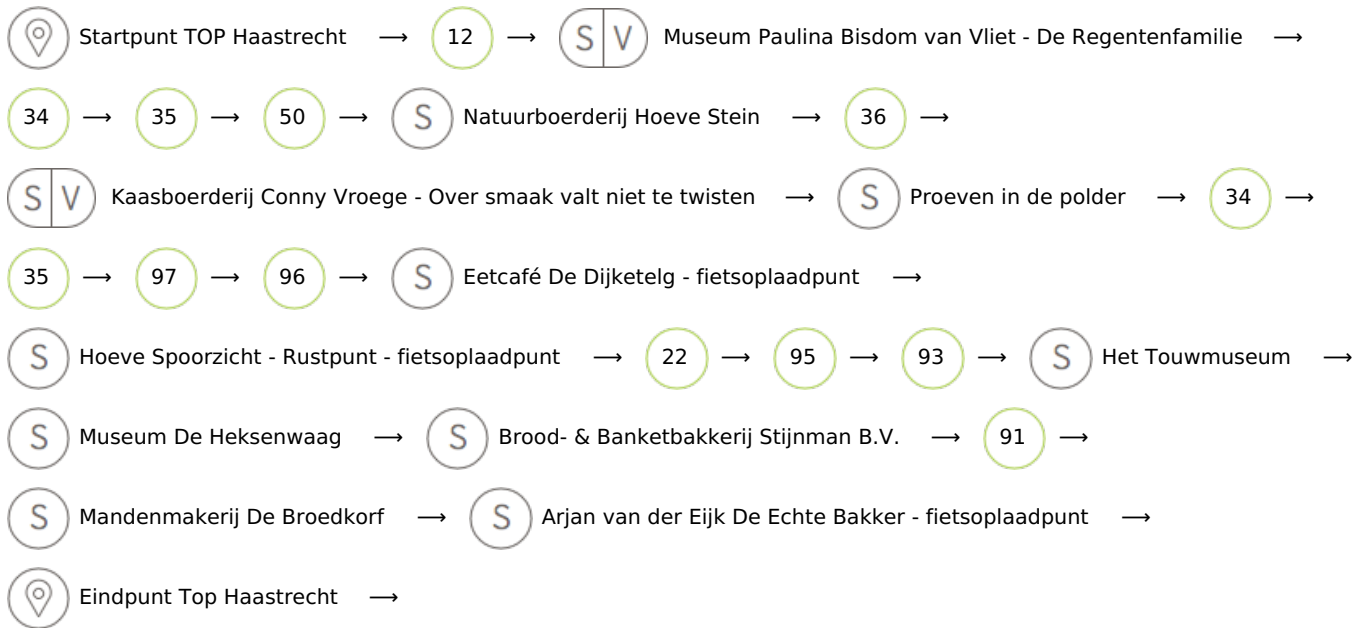 Startpunt TOP Haastrecht → 12 → S V Museum Paulina Bisdom van Vliet - De Regentenfamilie →
34 → 35 → 50 → S Natuurboerderij Hoeve Stein → 36 →
S V Kaasboerderij Conny Vroege - Over smaak valt niet te twisten → S Proeven in de polder → 34 →
35 → 97 → 96 → S Eetcafé De Dijketelg - fietsoplaadpunt →
S Hoeve Spoorzicht - Rustpunt - fietsoplaadpunt → 22 → 95 → 93 → S Het Touwmuseum →
S Museum De Heksenwaag → S Brood- & Banketbakkerij Stijnman B.V. → 91 →
S Mandenmakerij De Broedkorf → S Arjan van der Eijk De Echte Bakker - fietsoplaadpunt →
Eindpunt Top Haastrecht →